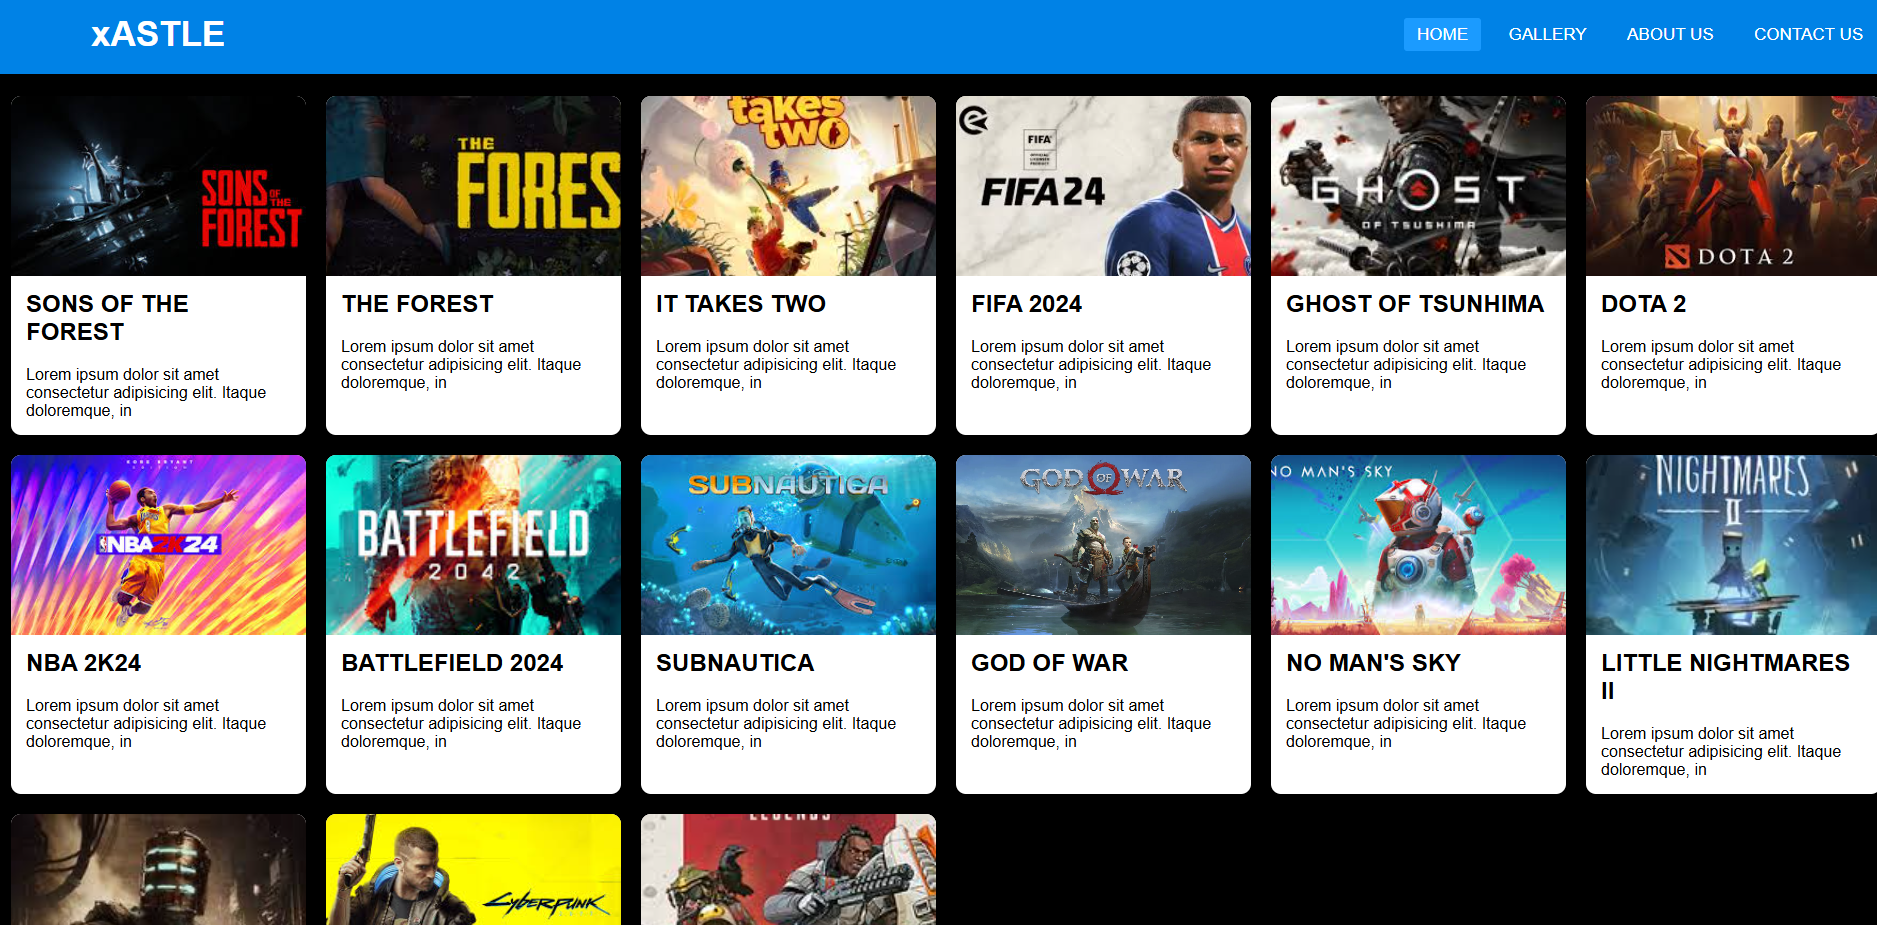 xASTLE
HOME GALLERY ABOUT US CONTACT US
SONS
OF
THE
FOREST
THE
FORES
takes
two
FIFA
OFFICIAL
LICENSED
PRODUCT
FIFA 24
GHOST
OF TSUSHIMA
DOTA 2
SONS OF THE
FOREST
Lorem ipsum dolor sit amet
consectetur adipisicing elit. Itaque
doloremque, in
THE FOREST
Lorem ipsum dolor sit amet
consectetur adipisicing elit. Itaque
doloremque, in
IT TAKES TWO
Lorem ipsum dolor sit amet
consectetur adipisicing elit. Itaque
doloremque, in
FIFA 2024
Lorem ipsum dolor sit amet
consectetur adipisicing elit. Itaque
doloremque, in
GHOST OF TSUNHIMA
Lorem ipsum dolor sit amet
consectetur adipisicing elit. Itaque
doloremque, in
DOTA 2
Lorem ipsum dolor sit amet
consectetur adipisicing elit. Itaque
doloremque, in
KOBE BRYANT
EDITION
NBA 2K24
BATTLEFIELD
2042
SUBNAUTICA
GOD OF WAR
NO MAN'S SKY
NIGHTMARES
II
NBA 2K24
Lorem ipsum dolor sit amet
consectetur adipisicing elit. Itaque
doloremque, in
BATTLEFIELD 2024
Lorem ipsum dolor sit amet
consectetur adipisicing elit. Itaque
doloremque, in
SUBNAUTICA
Lorem ipsum dolor sit amet
consectetur adipisicing elit. Itaque
doloremque, in
GOD OF WAR
Lorem ipsum dolor sit amet
consectetur adipisicing elit. Itaque
doloremque, in
NO MAN'S SKY
Lorem ipsum dolor sit amet
consectetur adipisicing elit. Itaque
doloremque, in
LITTLE NIGHTMARES
II
Lorem ipsum dolor sit amet
consectetur adipisicing elit. Itaque
doloremque, in
CYBERPUNK
LEGENDS